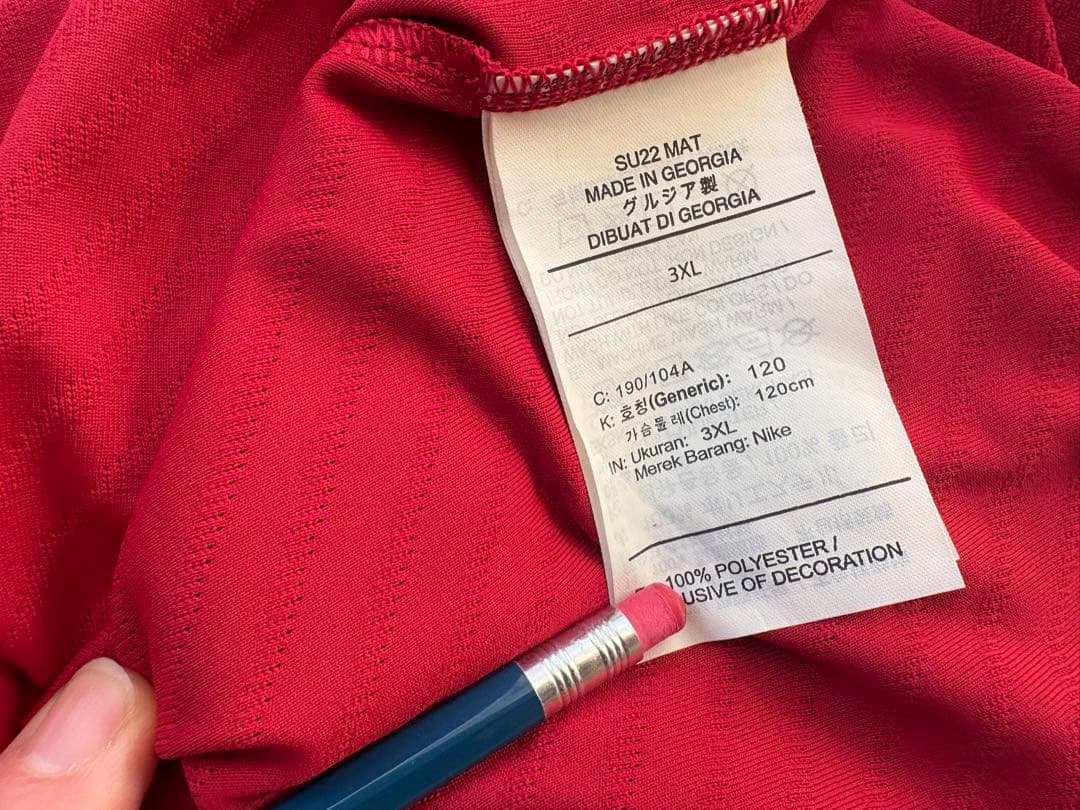 SU22 MAT
MADE IN GEORGIA
グルジア製
DIBUAT DI GEORGIA
3XL
C: 190/104A
K: 호칭(Generic): 120
가슴둘레(Chest): 120cm
IN: Ukuran: 3XL
Merek Barang: Nike
100% POLYESTER /
OF DECORATION